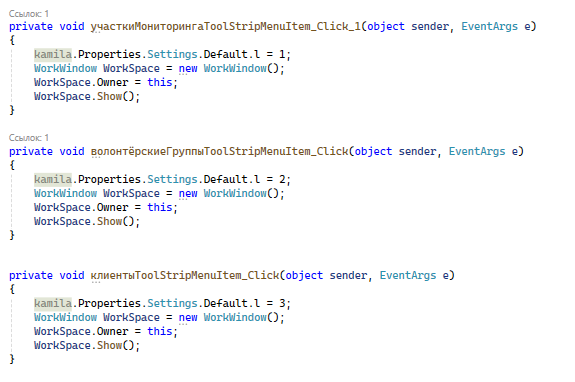 Ссылок: 1
private void участкиМониторингаToolStripMenuItem_Click_1(object sender, EventArgs e)
{
kamila.Properties.Settings.Default.l = 1;
WorkWindow WorkSpace = new WorkWindow();
WorkSpace.Owner = this;
WorkSpace.Show();
}
Ссылок: 1
private void волонтёрскиеГруппыToolStripMenuItem_Click(object sender, EventArgs e)
{
kamila.Properties.Settings.Default.l = 2;
WorkWindow WorkSpace = new WorkWindow();
WorkSpace.Owner = this;
WorkSpace.Show();
}
private void клиентыToolStripMenuItem_Click(object sender, EventArgs e)
{
kamila.Properties.Settings.Default.l = 3;
WorkWindow WorkSpace = new WorkWindow();
WorkSpace.Owner = this;
WorkSpace.Show();
}